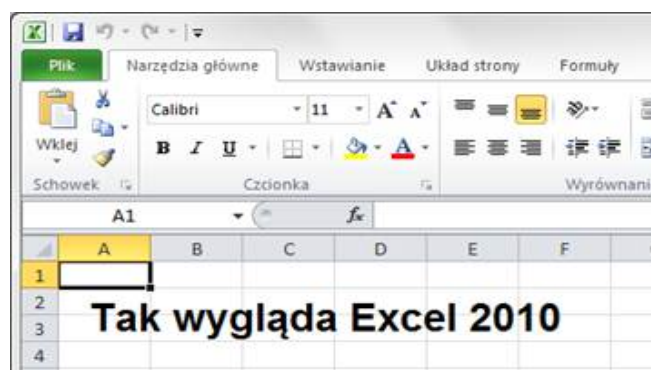 Plik Narzędzia główne Wstawianie Układ strony Formuły
Calibri 11 A A
Wklej B I U A
Schowek Czcionka
A1 fx
A B C D E F
1
2
Tak wygląda Excel 2010
3
4